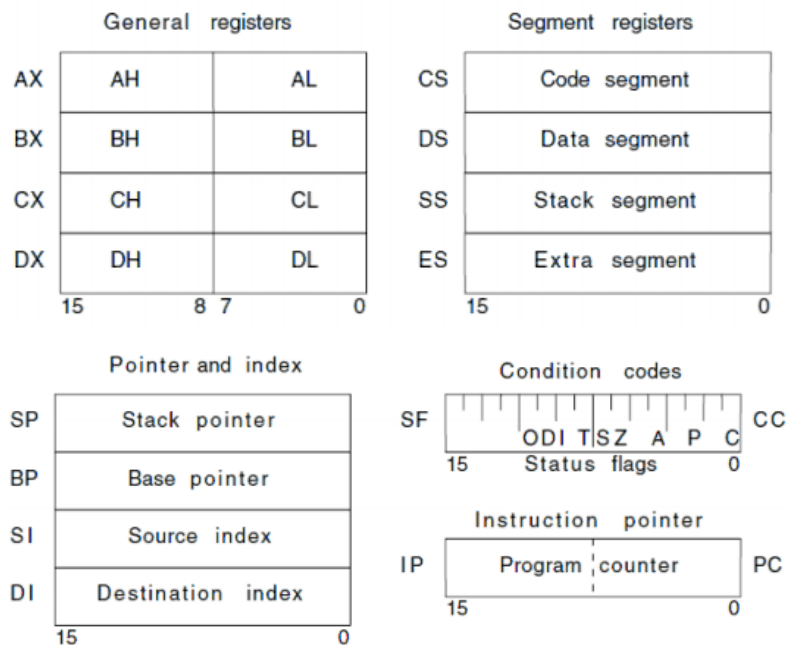 General registers
AX AH AL
BX BH BL
CX CH CL
DX DH DL
15 8 7 0
Segment registers
CS Code segment
DS Data segment
SS Stack segment
ES Extra segment
15 0
Pointer and index
SP Stack pointer
BP Base pointer
SI Source index
DI Destination index
15 0
Condition codes
SF O D I T S Z A P C CC
15 Status flags 0
Instruction pointer
IP Program counter PC
15 0